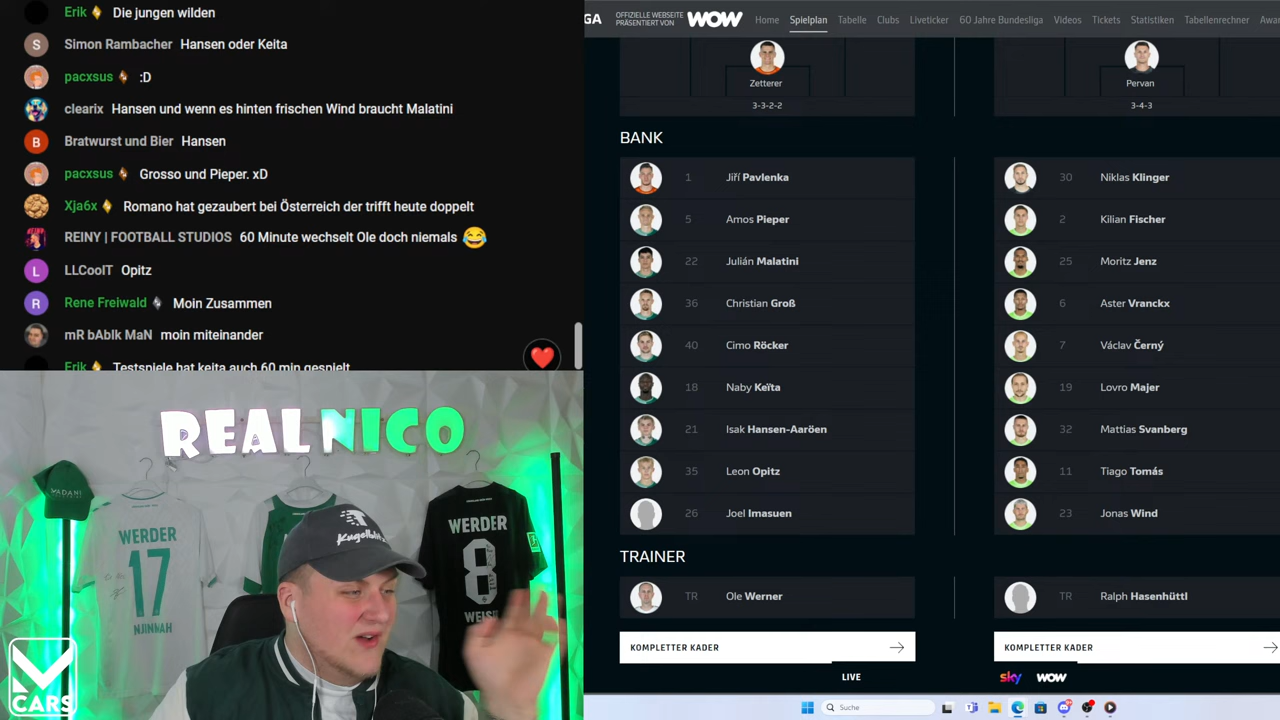 Erik Die jungen wilden
Simon Rambacher Hansen oder Keita
pacxsus :D
clearix Hansen und wenn es hinten frischen Wind braucht Malatini
Bratwurst und Bier Hansen
pacxsus Grosso und Pieper. xD
Xja6x Romano hat gezaubert bei Österreich der trifft heute doppelt
REINY | FOOTBALL STUDIOS 60 Minute wechselt Ole doch niemals
LLCoolT Opitz
Rene Freiwald Moin Zusammen
mR bAblk MaN moin miteinander
Erik Testspiele hat keita auch 60 min gespielt
S
B
L
R
REALNICO
WERDER
17
NJINMAH
WERDER
8
CARS
GA
OFFIZIELLE WEBSEITE
PRÄSENTIERT VON
WOW
Home Spielplan Tabelle Clubs Liveticker 60 Jahre Bundesliga Videos Tickets Statistiken Tabellenrechner
Zetterer
3-3-2-2
Pervan
3-4-3
BANK
1 Jiří Pavlenka
5 Amos Pieper
22 Julián Malatini
36 Christian Groß
40 Cimo Röcker
18 Naby Keïta
21 Isak Hansen-Aaröen
35 Leon Opitz
26 Joel Imasuen
30 Niklas Klinger
2 Kilian Fischer
25 Moritz Jenz
6 Aster Vranckx
7 Václav Černý
19 Lovro Majer
32 Mattias Svanberg
11 Tiago Tomás
23 Jonas Wind
TRAINER
TR Ole Werner
TR Ralph Hasenhüttl
KOMPLETTER KADER
KOMPLETTER KADER
LIVE
sky WOW
Suche